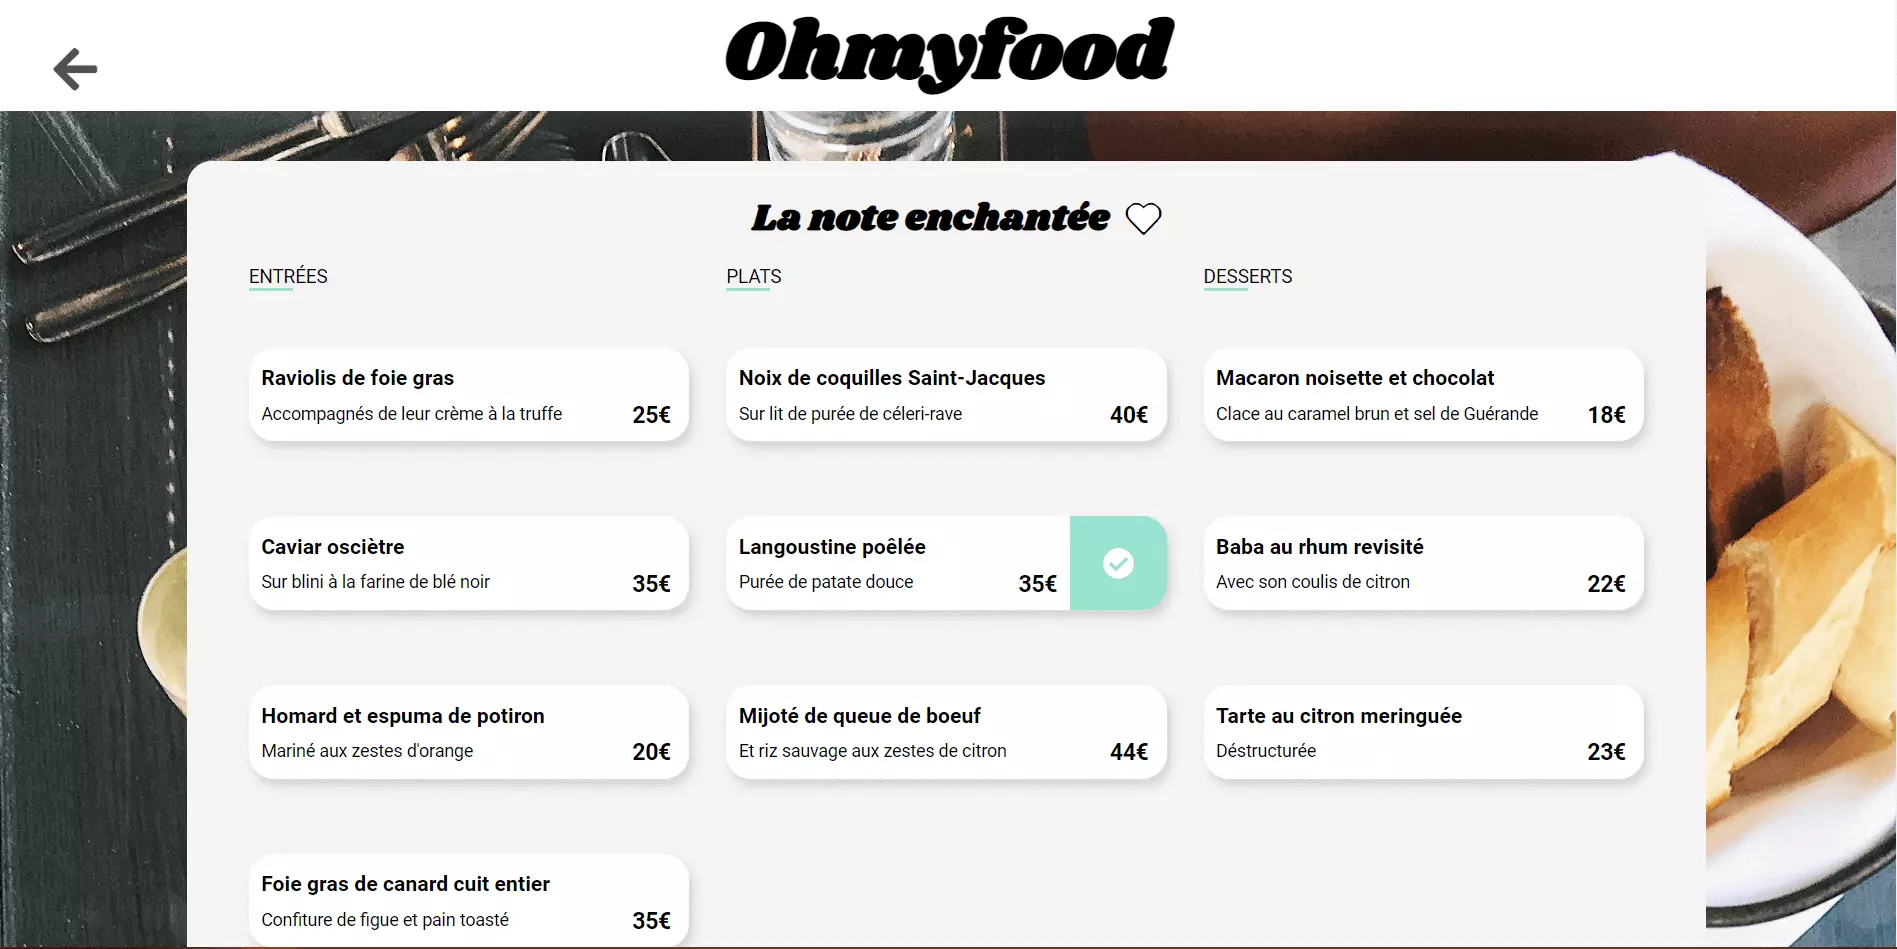 Ohmyfood
La note enchantée
ENTRÉES
Raviolis de foie gras
Accompagnés de leur crème à la truffe 25€
Caviar osciètre
Sur blini à la farine de blé noir 35€
Homard et espuma de potiron
Mariné aux zestes d'orange 20€
Foie gras de canard cuit entier
Confiture de figue et pain toasté 35€
PLATS
Noix de coquilles Saint-Jacques
Sur lit de purée de céleri-rave 40€
Langoustine poêlée
Purée de patate douce 35€
Mijoté de queue de boeuf
Et riz sauvage aux zestes de citron 44€
DESSERTS
Macaron noisette et chocolat
Clace au caramel brun et sel de Guérande 18€
Baba au rhum revisité
Avec son coulis de citron 22€
Tarte au citron meringuée
Déstructurée 23€